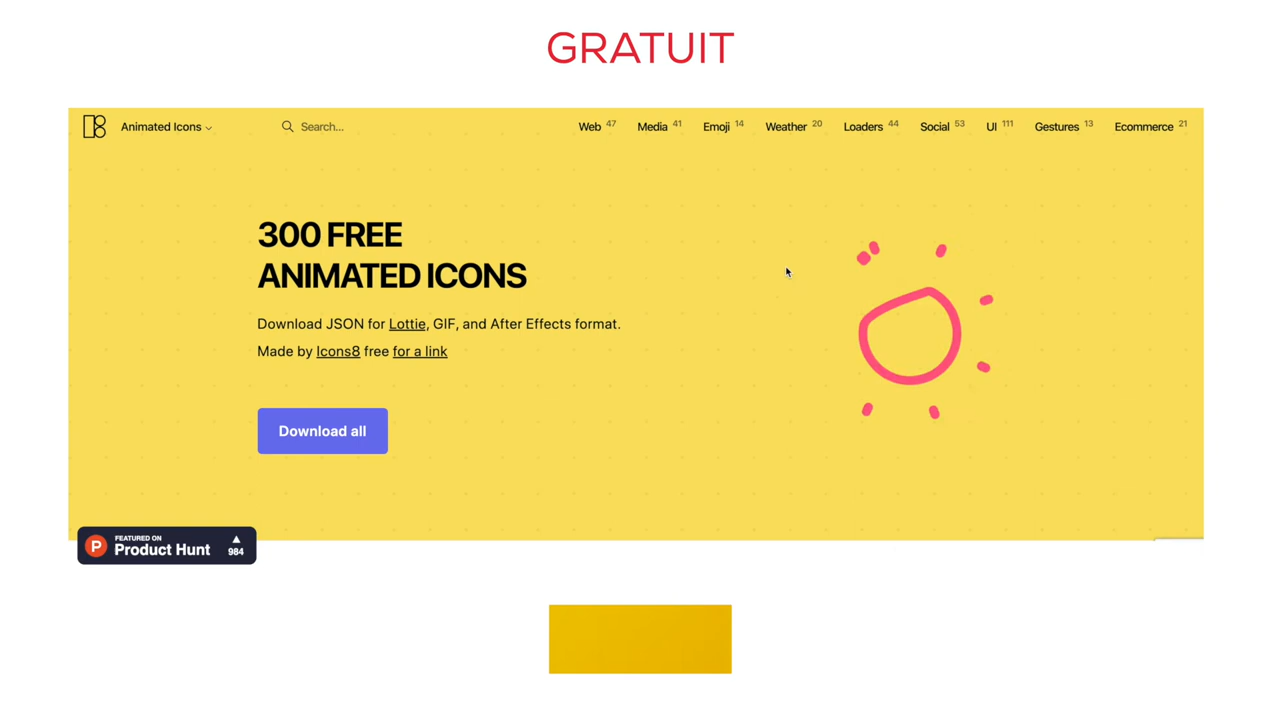 GRATUIT
Animated Icons
Search...
Web 47
Media 41
Emoji 14
Weather 20
Loaders 44
Social 53
UI 111
Gestures 13
Ecommerce 21
300 FREE
ANIMATED ICONS
Download JSON for Lottie, GIF, and After Effects format.
Made by Icons8 free for a link
Download all
P
FEATURED ON
Product Hunt
984